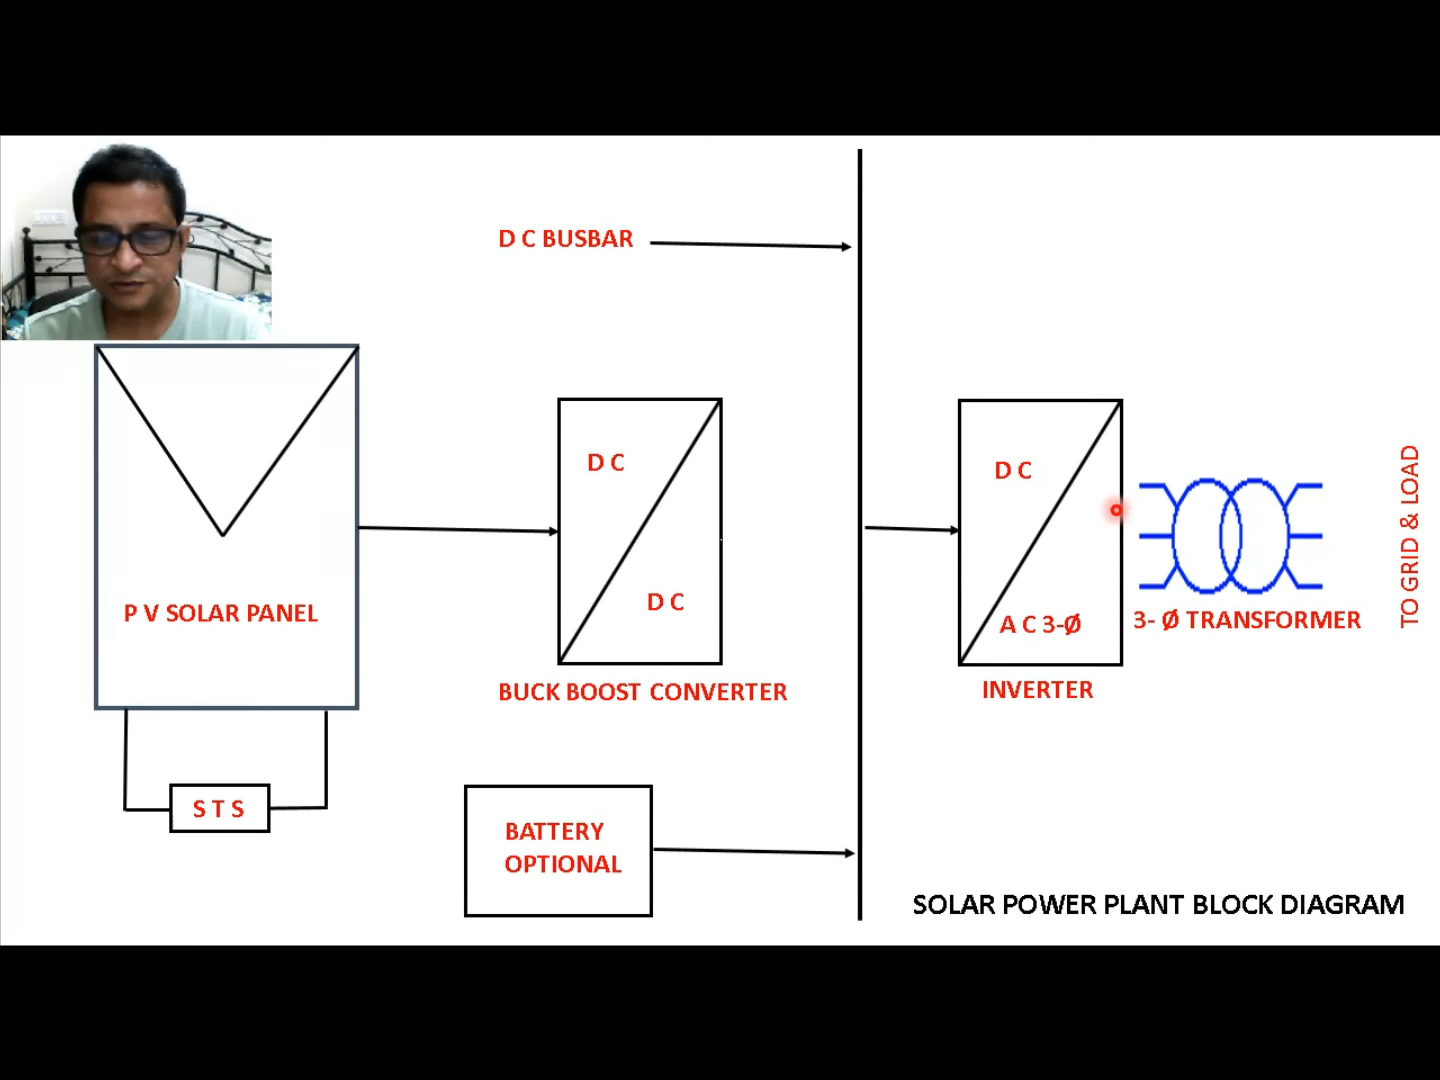 D C BUSBAR
D C
D C
BUCK BOOST CONVERTER
P V SOLAR PANEL
S T S
BATTERY
OPTIONAL
D C
A C 3-Ø
INVERTER
3- Ø TRANSFORMER
TO GRID & LOAD
SOLAR POWER PLANT BLOCK DIAGRAM